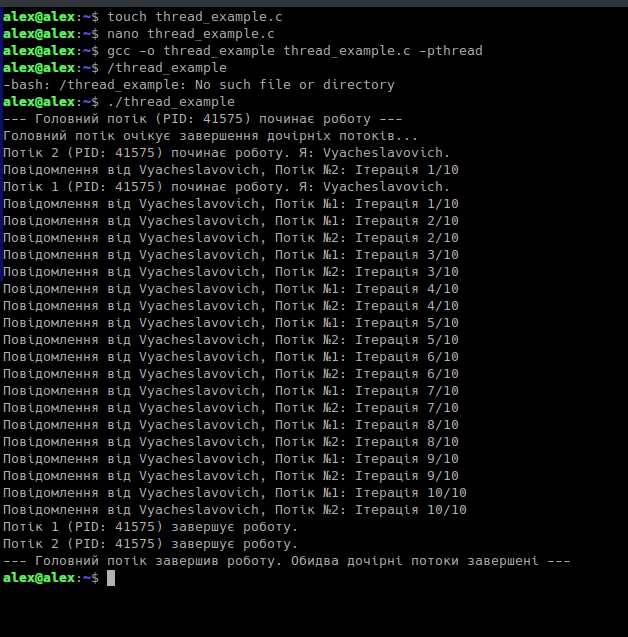 alex@alex:~$ touch thread_example.c
alex@alex:~$ nano thread_example.c
alex@alex:~$ gcc -o thread_example thread_example.c -pthread
alex@alex:~$ /thread_example
-bash: /thread_example: No such file or directory
alex@alex:~$ ./thread_example
--- Головний потік (PID: 41575) починає роботу ---
Головний потік очікує завершення дочірніх потоків...
Потік 2 (PID: 41575) починає роботу. Я: Vyacheslavovich.
Повідомлення від Vyacheslavovich, Потік №2: Ітерація 1/10
Потік 1 (PID: 41575) починає роботу. Я: Vyacheslavovich.
Повідомлення від Vyacheslavovich, Потік №1: Ітерація 1/10
Повідомлення від Vyacheslavovich, Потік №1: Ітерація 2/10
Повідомлення від Vyacheslavovich, Потік №2: Ітерація 2/10
Повідомлення від Vyacheslavovich, Потік №1: Ітерація 3/10
Повідомлення від Vyacheslavovich, Потік №2: Ітерація 3/10
Повідомлення від Vyacheslavovich, Потік №1: Ітерація 4/10
Повідомлення від Vyacheslavovich, Потік №2: Ітерація 4/10
Повідомлення від Vyacheslavovich, Потік №1: Ітерація 5/10
Повідомлення від Vyacheslavovich, Потік №2: Ітерація 5/10
Повідомлення від Vyacheslavovich, Потік №1: Ітерація 6/10
Повідомлення від Vyacheslavovich, Потік №2: Ітерація 6/10
Повідомлення від Vyacheslavovich, Потік №1: Ітерація 7/10
Повідомлення від Vyacheslavovich, Потік №2: Ітерація 7/10
Повідомлення від Vyacheslavovich, Потік №1: Ітерація 8/10
Повідомлення від Vyacheslavovich, Потік №2: Ітерація 8/10
Повідомлення від Vyacheslavovich, Потік №1: Ітерація 9/10
Повідомлення від Vyacheslavovich, Потік №2: Ітерація 9/10
Повідомлення від Vyacheslavovich, Потік №1: Ітерація 10/10
Повідомлення від Vyacheslavovich, Потік №2: Ітерація 10/10
Потік 1 (PID: 41575) завершує роботу.
Потік 2 (PID: 41575) завершує роботу.
--- Головний потік завершив роботу. Обидва дочірні потоки завершені ---
alex@alex:~$